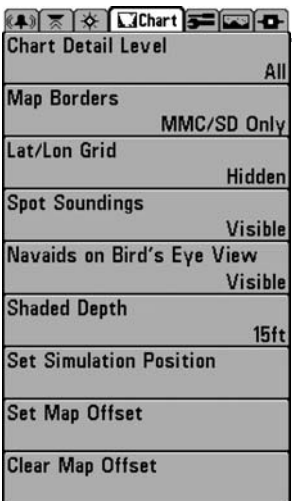 Chart
Chart Detail Level
All
Map Borders
MMC/SD Only
Lat/Lon Grid
Hidden
Spot Soundings
Visible
Navaids on Bird's Eye View
Visible
Shaded Depth
15ft
Set Simulation Position
Set Map Offset
Clear Map Offset